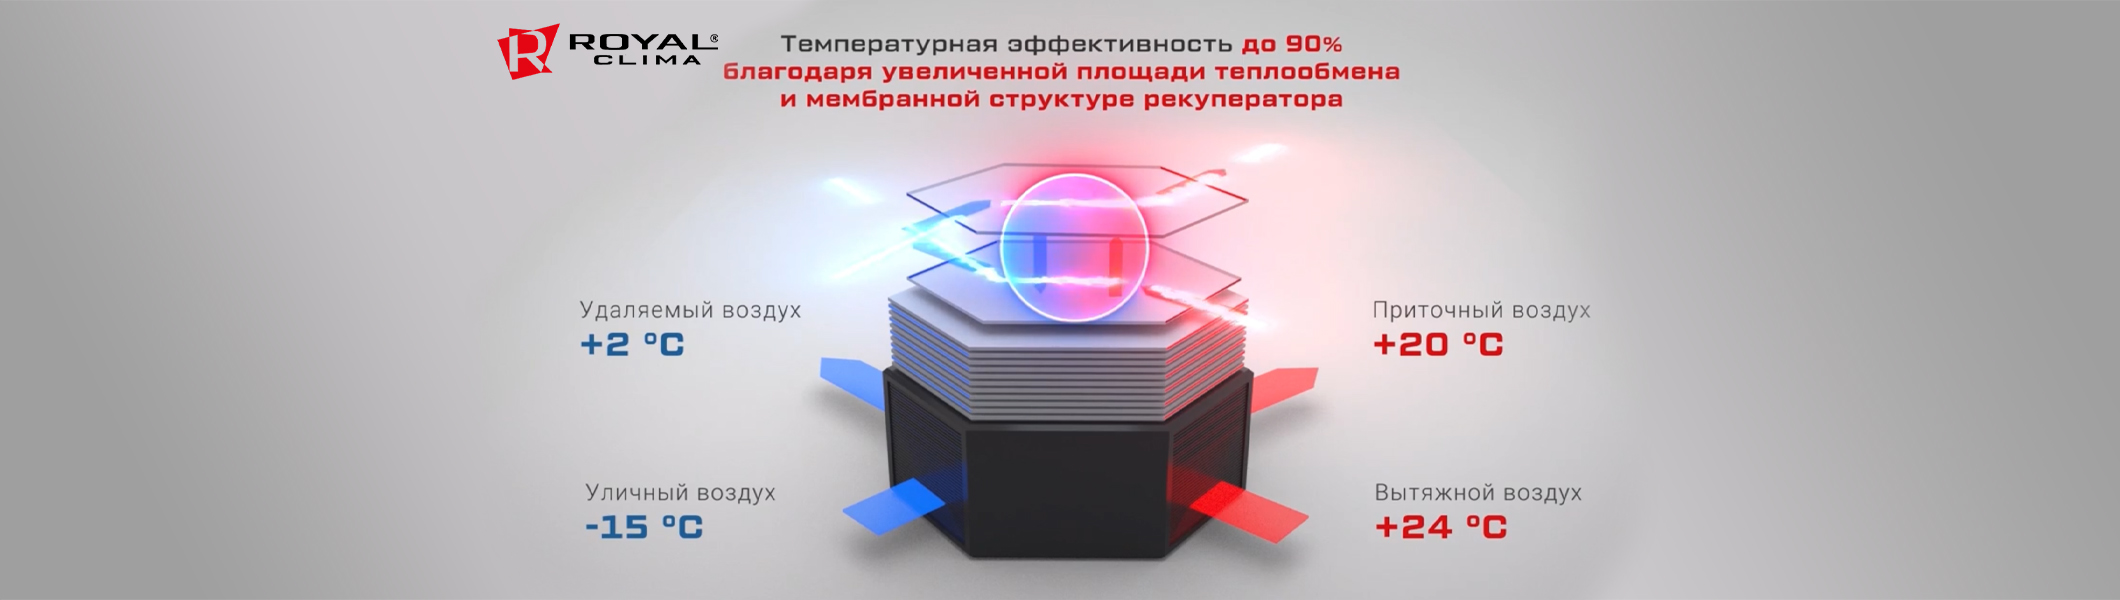 ROYAL®
CLIMA
Температурная эффективность до 90%
благодаря увеличенной площади теплообмена
и мембранной структуре рекуператора
Удаляемый воздух
+2 °C
Приточный воздух
+20 °C
Уличный воздух
-15 °C
Вытяжной воздух
+24 °C